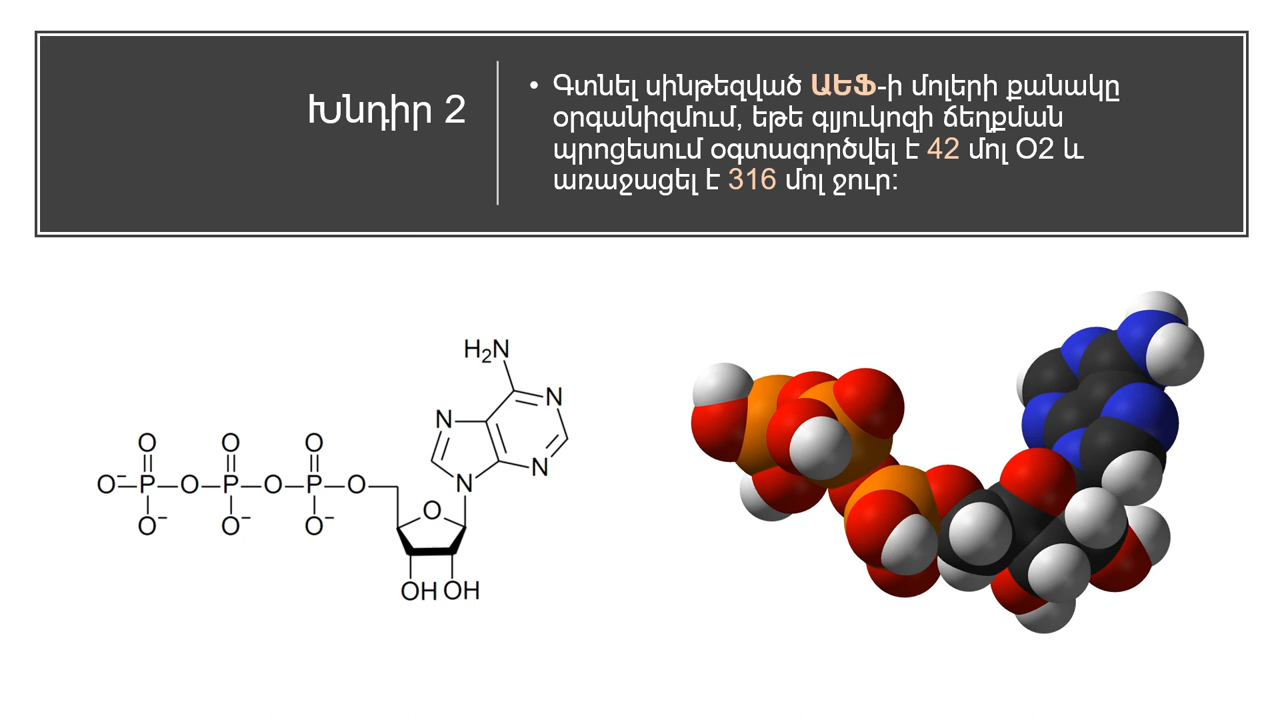 Խնդիր 2
• Գտնել սինթեզված ԱԵՖ-ի մոլերի քանակը
օրգանիզմում, եթե գլյուկոզի ճեղքման
պրոցեսում օգտագործվել է 42 մոլ O2 և
առաջացել է 316 մոլ ջուր:
H₂N
N N
O O O
N N
O⁻ P O P O P O
O⁻ O⁻ O⁻
O
OH OH